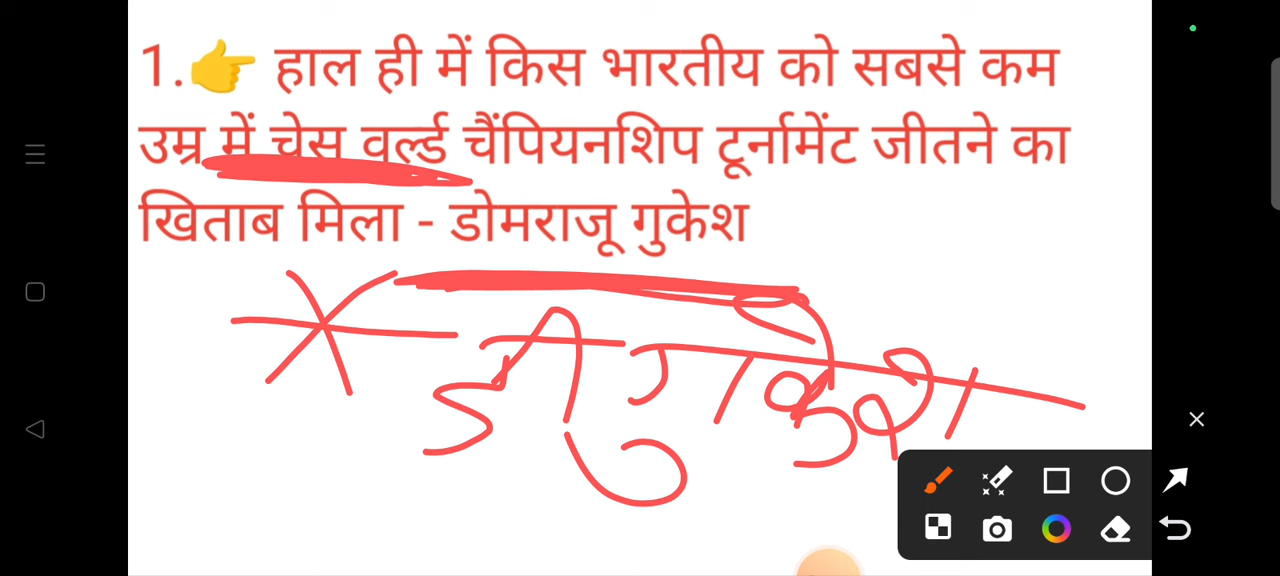 1.👉 हाल ही में किस भारतीय को सबसे कम
उम्र में चेस वर्ल्ड चैंपियनशिप टूर्नामेंट जीतने का
खिताब मिला - डोमराजू गुकेश